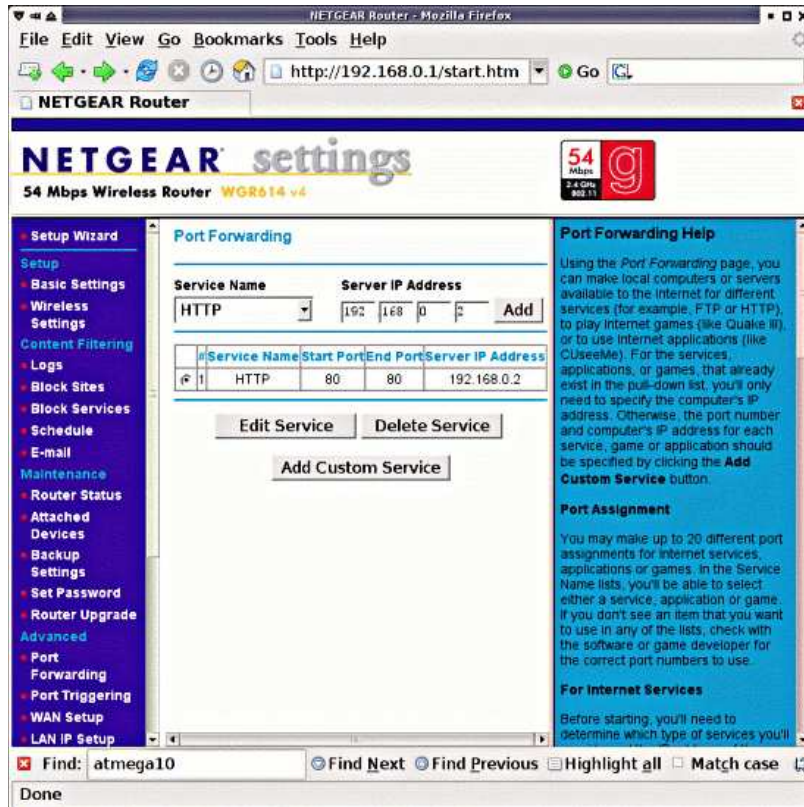 NETGEAR Router - Mozilla Firefox
File Edit View Go Bookmarks Tools Help
http://192.168.0.1/start.htm Go G
NETGEAR Router
NETGEAR settings
54 Mbps Wireless Router WGR614 v4
54 Mbps 2.4 GHz 802.11 g
Setup Wizard
Setup
Basic Settings
Wireless Settings
Content Filtering
Logs
Block Sites
Block Services
Schedule
E-mail
Maintenance
Router Status
Attached Devices
Backup Settings
Set Password
Router Upgrade
Advanced
Port Forwarding
Port Triggering
WAN Setup
LAN IP Setup
Port Forwarding
Service Name Server IP Address
HTTP 192 168 0 2 Add
# Service Name Start Port End Port Server IP Address
1 HTTP 80 80 192.168.0.2
Edit Service Delete Service
Add Custom Service
Port Forwarding Help
Using the Port Forwarding page, you
can make local computers or servers
available to the Internet for different
services (for example, FTP or HTTP),
to play Internet games (like Quake III),
or to use Internet applications (like
CUseeMe). For the services,
applications, or games, that already
exist in the pull-down list, you'll only
need to specify the computer's IP
address. Otherwise, the port number
and computer's IP address for each
service, game or application should
be specified by clicking the Add
Custom Service button.
Port Assignment
You may make up to 20 different port
assignments for Internet services,
applications or games. In the Service
Name lists, you'll be able to select
either a service, application or game.
If you don't see an item that you want
to use in any of the lists, check with
the software or game developer for
the correct port numbers to use.
For Internet Services
Before starting, you'll need to
determine which type of services you'll
Find: atmega10 Find Next Find Previous Highlight all Match case
Done